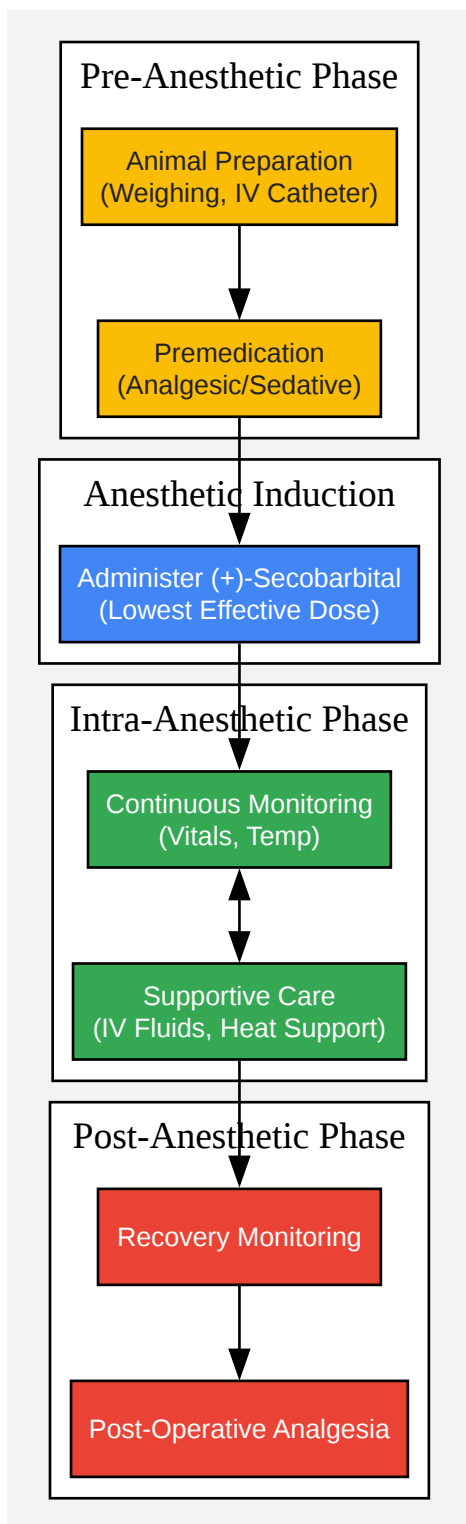 Pre-Anesthetic Phase
Animal Preparation
(Weighing, IV Catheter)
Premedication
(Analgesic/Sedative)
Anesthetic Induction
Administer (+)-Secobarbital
(Lowest Effective Dose)
Intra-Anesthetic Phase
Continuous Monitoring
(Vitals, Temp)
Supportive Care
(IV Fluids, Heat Support)
Post-Anesthetic Phase
Recovery Monitoring
Post-Operative Analgesia